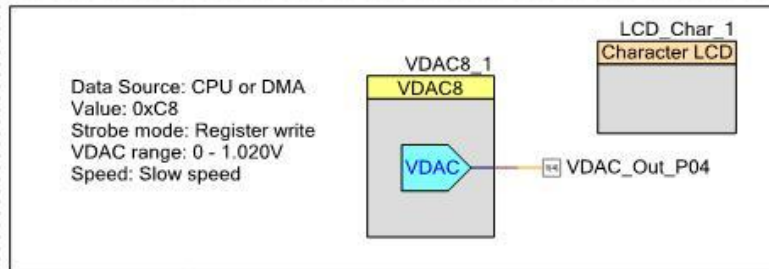 LCD_Char_1
Character LCD
VDAC8_1
VDAC8
Data Source: CPU or DMA
Value: 0xC8
Strobe mode: Register write
VDAC range: 0 - 1.020V
Speed: Slow speed
VDAC
VDAC_Out_P04